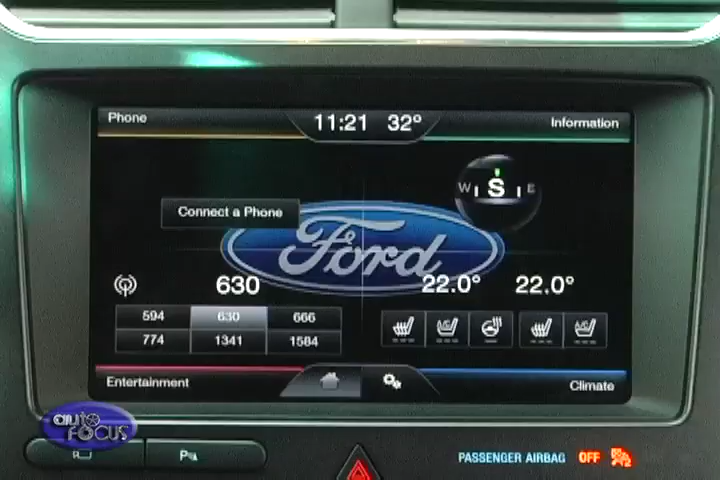 Phone 11:21 32° Information
W S E
Connect a Phone
Ford
630 22.0° 22.0°
594 630 666
774 1341 1584
A/C A/C
Entertainment Climate
auto FOCUS
P
PASSENGER AIRBAG OFF